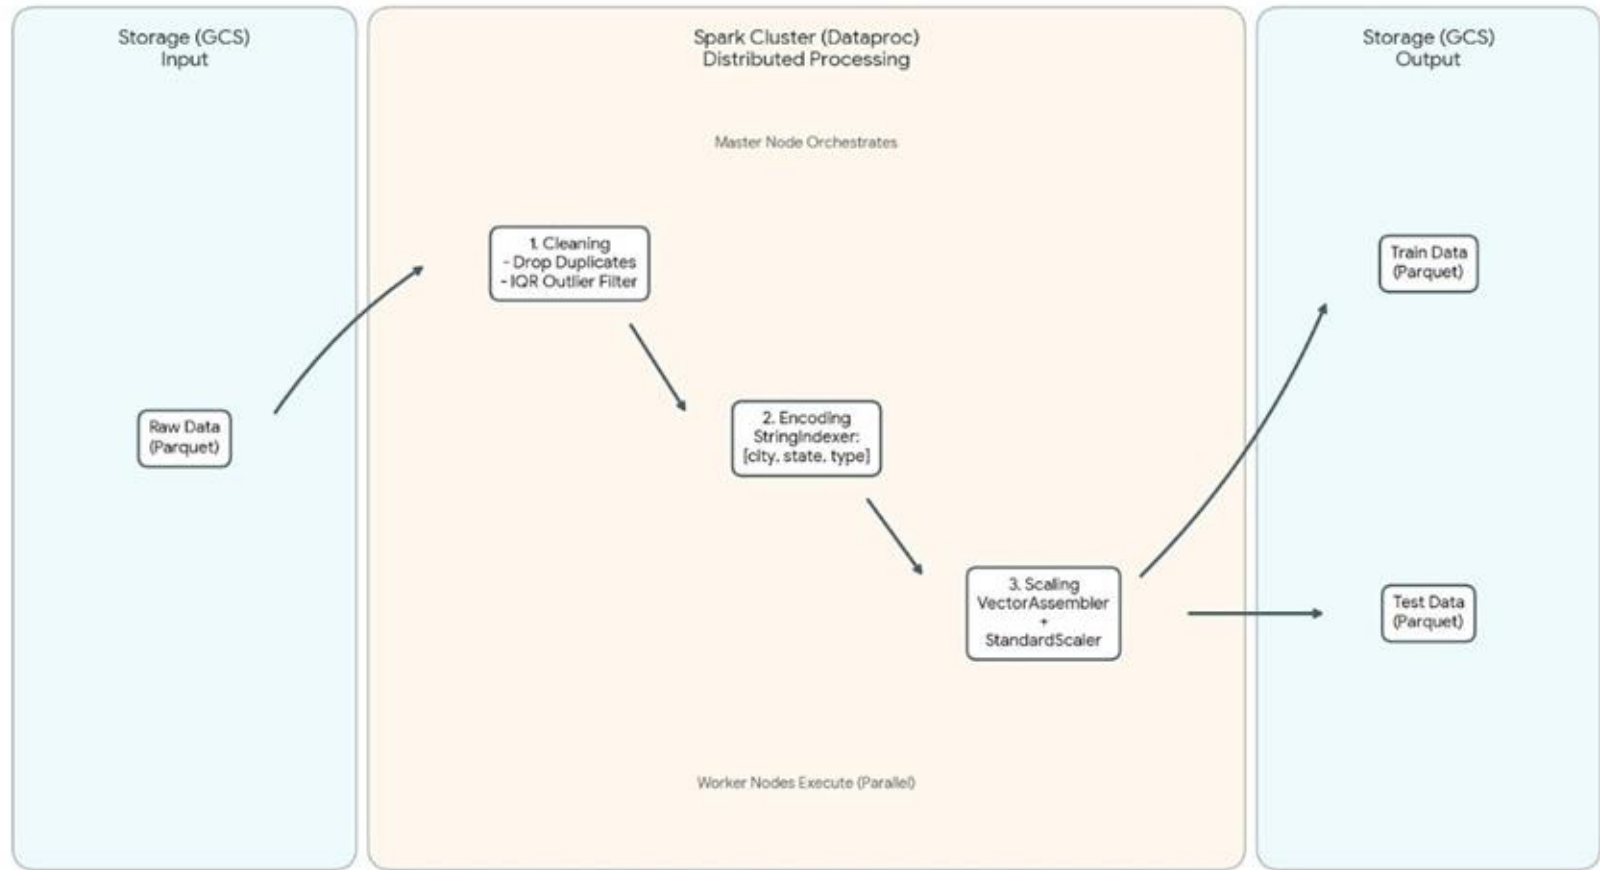 Storage (GCS)
Input
Spark Cluster (Dataproc)
Distributed Processing
Storage (GCS)
Output
Master Node Orchestrates
1. Cleaning
- Drop Duplicates
- IQR Outlier Filter
Train Data
(Parquet)
Raw Data
(Parquet)
2. Encoding
StringIndexer:
[city, state, type]
3. Scaling
VectorAssembler
+
StandardScaler
Test Data
(Parquet)
Worker Nodes Execute (Parallel)